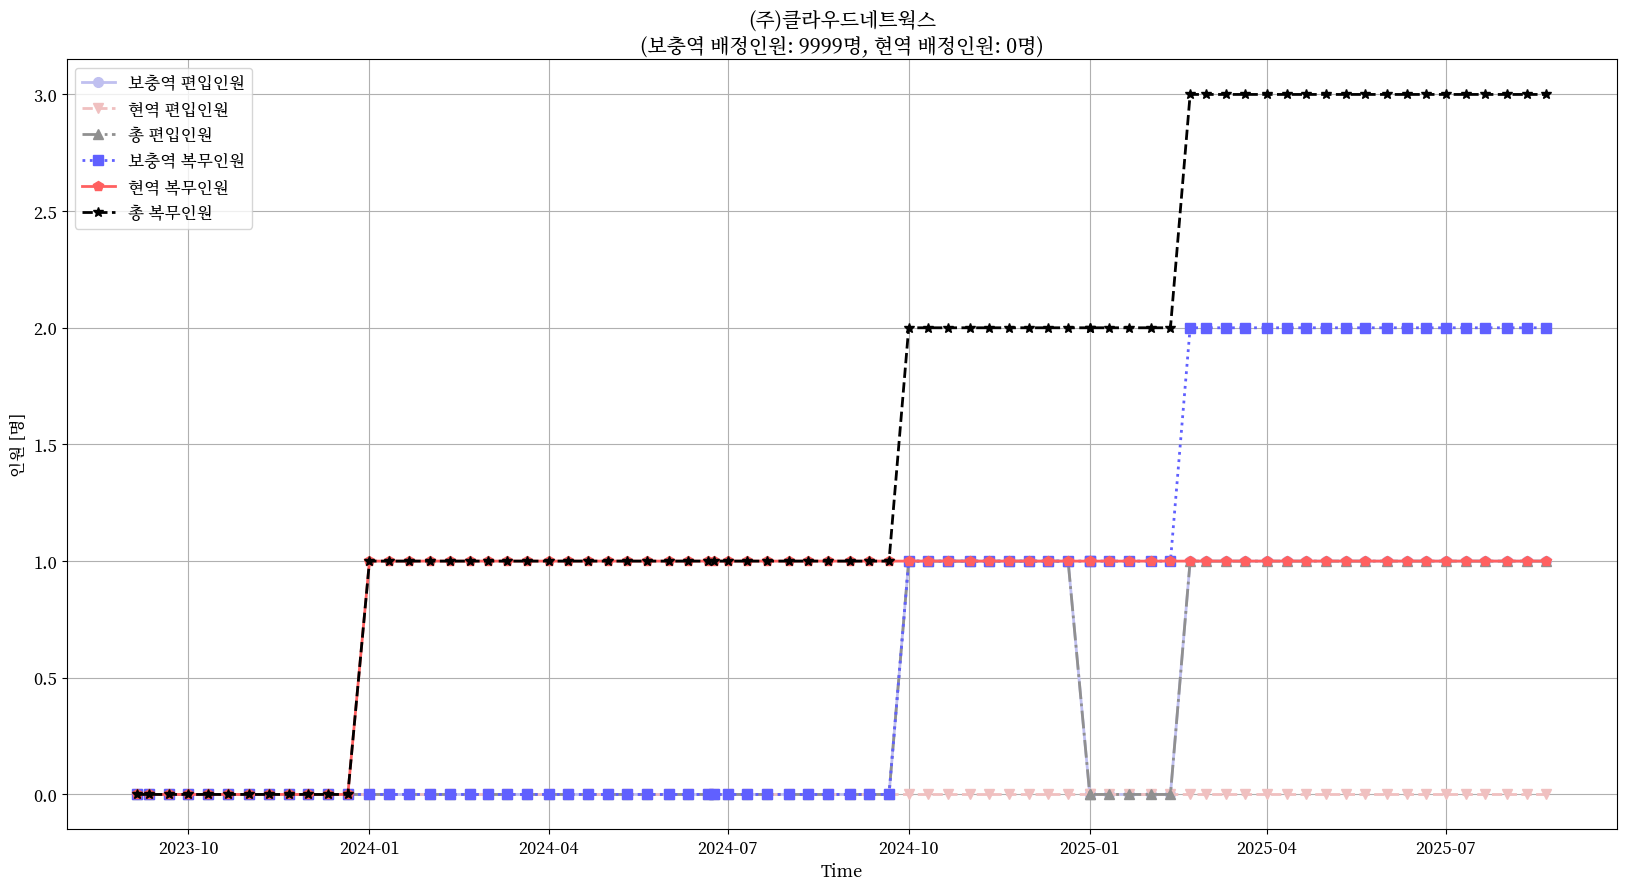 (주)클라우드네트웍스
(보충역 배정인원: 9999명, 현역 배정인원: 0명)
보충역 편입인원
현역 편입인원
총 편입인원
보충역 복무인원
현역 복무인원
총 복무인원
3.0
2.5
2.0
1.5
1.0
0.5
0.0
인원 [명]
2023-10
2024-01
2024-04
2024-07
2024-10
2025-01
2025-04
2025-07
Time